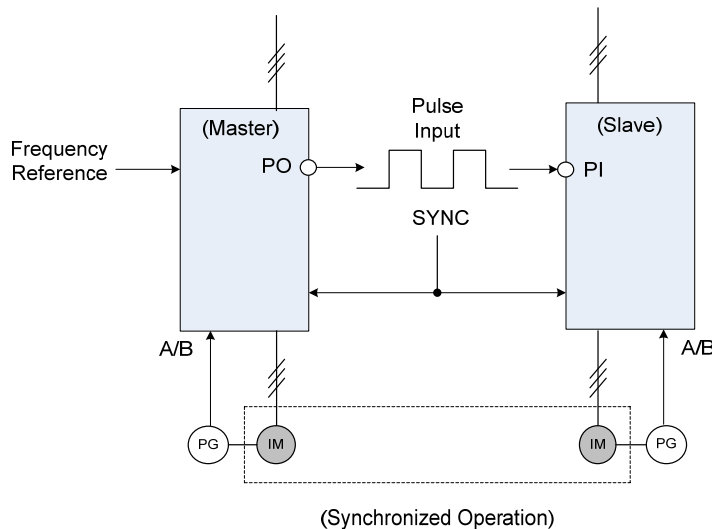 (Master)
Pulse
Input
(Slave)
Frequency
Reference
PO
PI
SYNC
A/B
A/B
PG
IM
IM
PG
(Synchronized Operation)